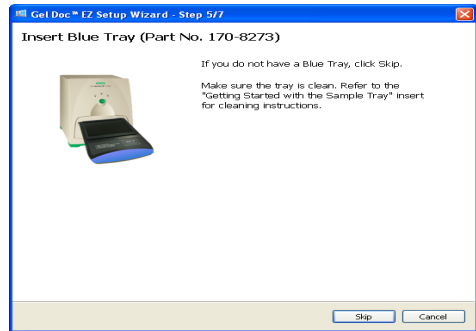 Gel Doc™ EZ Setup Wizard - Step 5/7
Insert Blue Tray (Part No. 170-8273)
If you do not have a Blue Tray, click Skip.
Make sure the tray is clean. Refer to the
"Getting Started with the Sample Tray" insert
for cleaning instructions.
Skip
Cancel